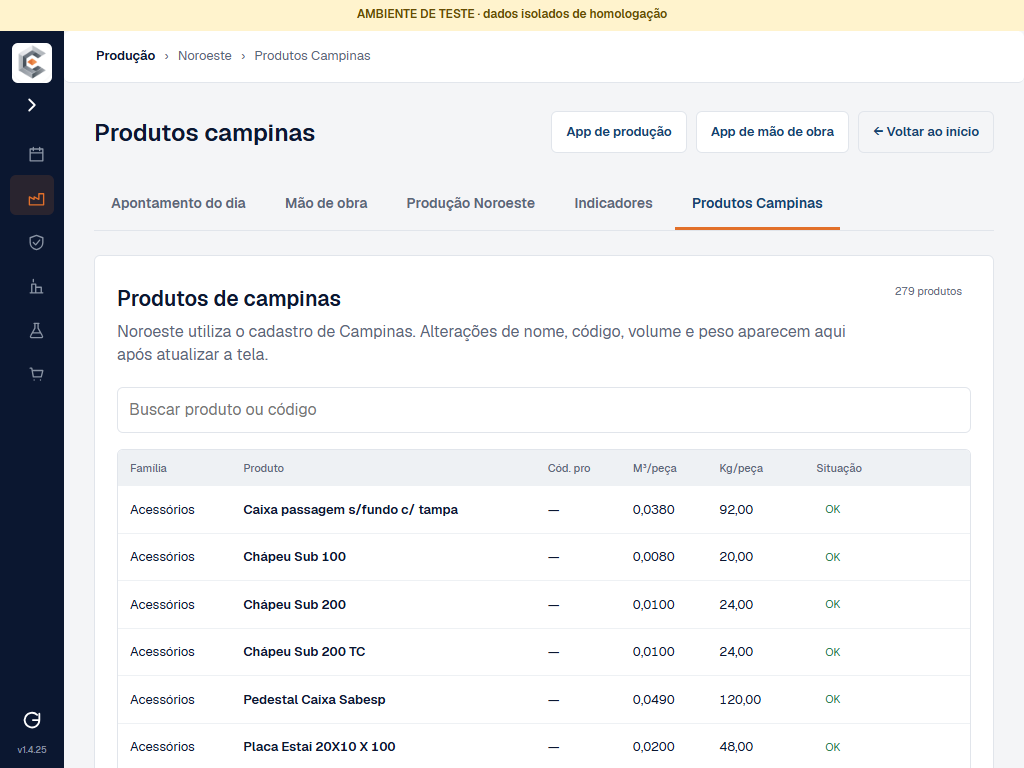 AMBIENTE DE TESTE · dados isolados de homologação
Produção › Noroeste › Produtos Campinas
Produtos campinas
App de produção
App de mão de obra
← Voltar ao início
Apontamento do dia
Mão de obra
Produção Noroeste
Indicadores
Produtos Campinas
Produtos de campinas
279 produtos
Noroeste utiliza o cadastro de Campinas. Alterações de nome, código, volume e peso aparecem aqui
após atualizar a tela.
Buscar produto ou código
Família Produto Cód. pro M³/peça Kg/peça Situação
Acessórios Caixa passagem s/fundo c/ tampa — 0,0380 92,00 OK
Acessórios Chápeu Sub 100 — 0,0080 20,00 OK
Acessórios Chápeu Sub 200 — 0,0100 24,00 OK
Acessórios Chápeu Sub 200 TC — 0,0100 24,00 OK
Acessórios Pedestal Caixa Sabesp — 0,0490 120,00 OK
Acessórios Placa Estai 20X10 X 100 — 0,0200 48,00 OK
v1.4.25